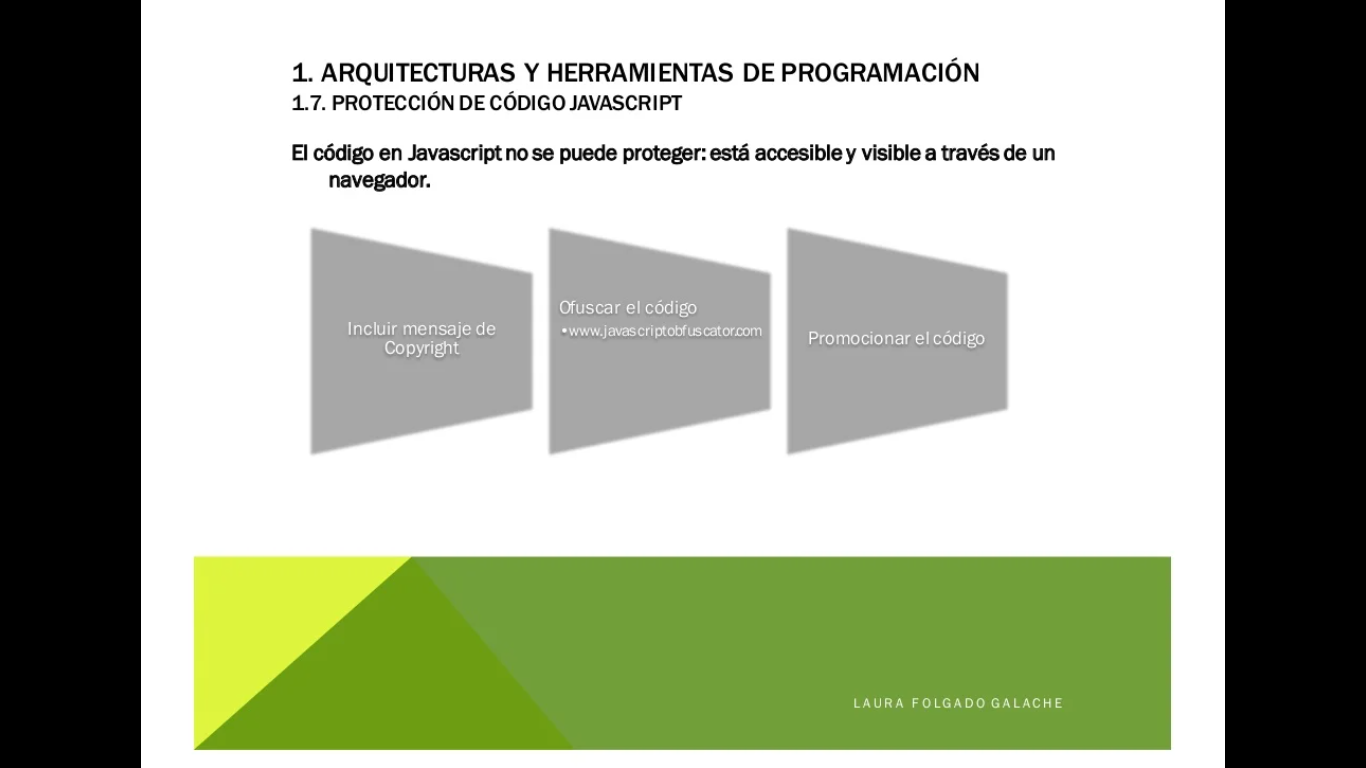 1. ARQUITECTURAS Y HERRAMIENTAS DE PROGRAMACIÓN
1.7. PROTECCIÓN DE CÓDIGO JAVASCRIPT
El código en Javascript no se puede proteger: está accesible y visible a través de un
navegador.
Incluir mensaje de
Copyright
Ofuscar el código
•www.javascriptobfuscator.com
Promocionar el código
LAURA FOLGADO GALACHE